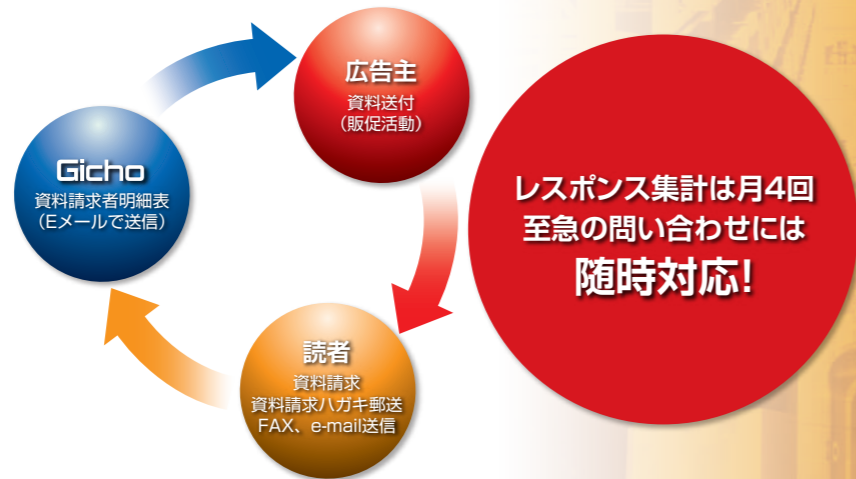 広告主
資料送付
（販促活動）
Gicho
資料請求者明細表
（Eメールで送信）
読者
資料請求
資料請求ハガキ郵送
FAX、e-mail送信
レスポンス集計は月4回
至急の問い合わせには
随時対応!